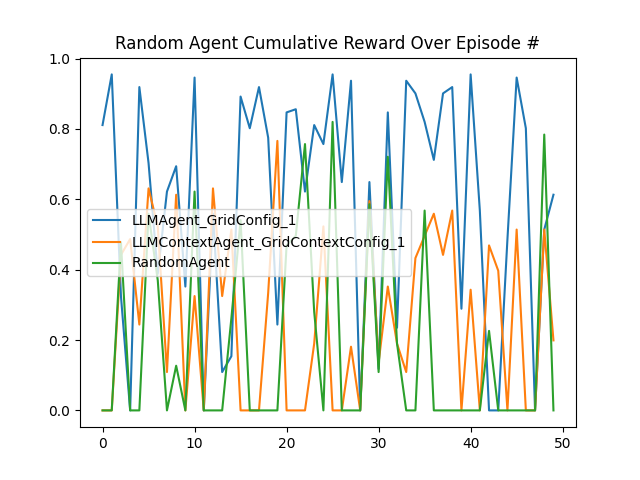 Random Agent Cumulative Reward Over Episode #
1.0
0.8
0.6
0.4
0.2
0.0
LLMAgent_GridConfig_1
LLMContextAgent_GridContextConfig_1
RandomAgent
0 10 20 30 40 50